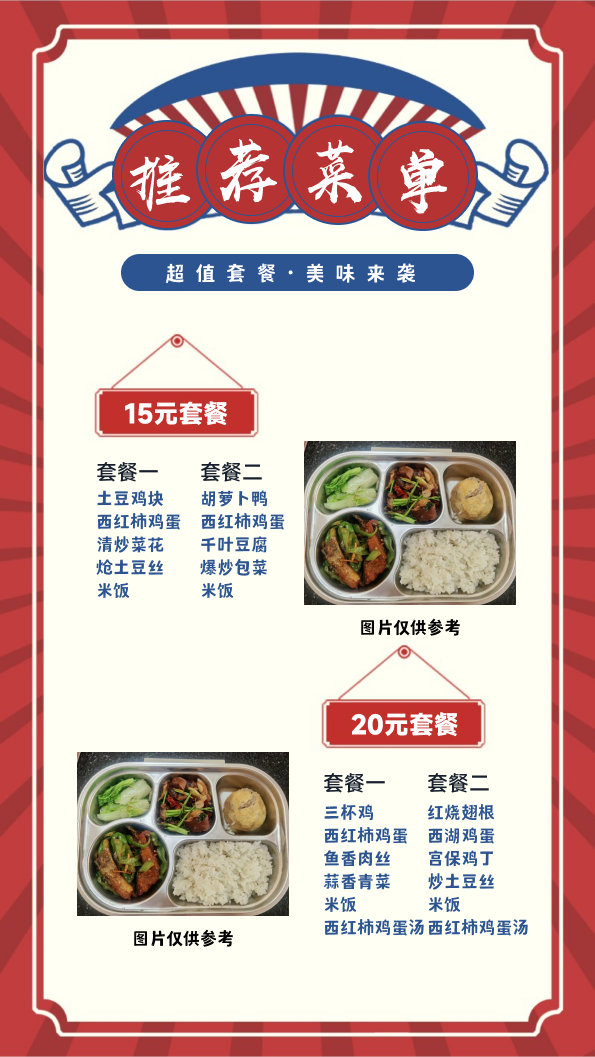 推荐菜单
超值套餐·美味来袭
15元套餐
套餐一
土豆鸡块
西红柿鸡蛋
清炒菜花
炝土豆丝
米饭
套餐二
胡萝卜鸭
西红柿鸡蛋
千叶豆腐
爆炒包菜
米饭
图片仅供参考
20元套餐
套餐一
三杯鸡
西红柿鸡蛋
鱼香肉丝
蒜香青菜
米饭
西红柿鸡蛋汤
套餐二
红烧翅根
西湖鸡蛋
宫保鸡丁
炒土豆丝
米饭
西红柿鸡蛋汤
图片仅供参考